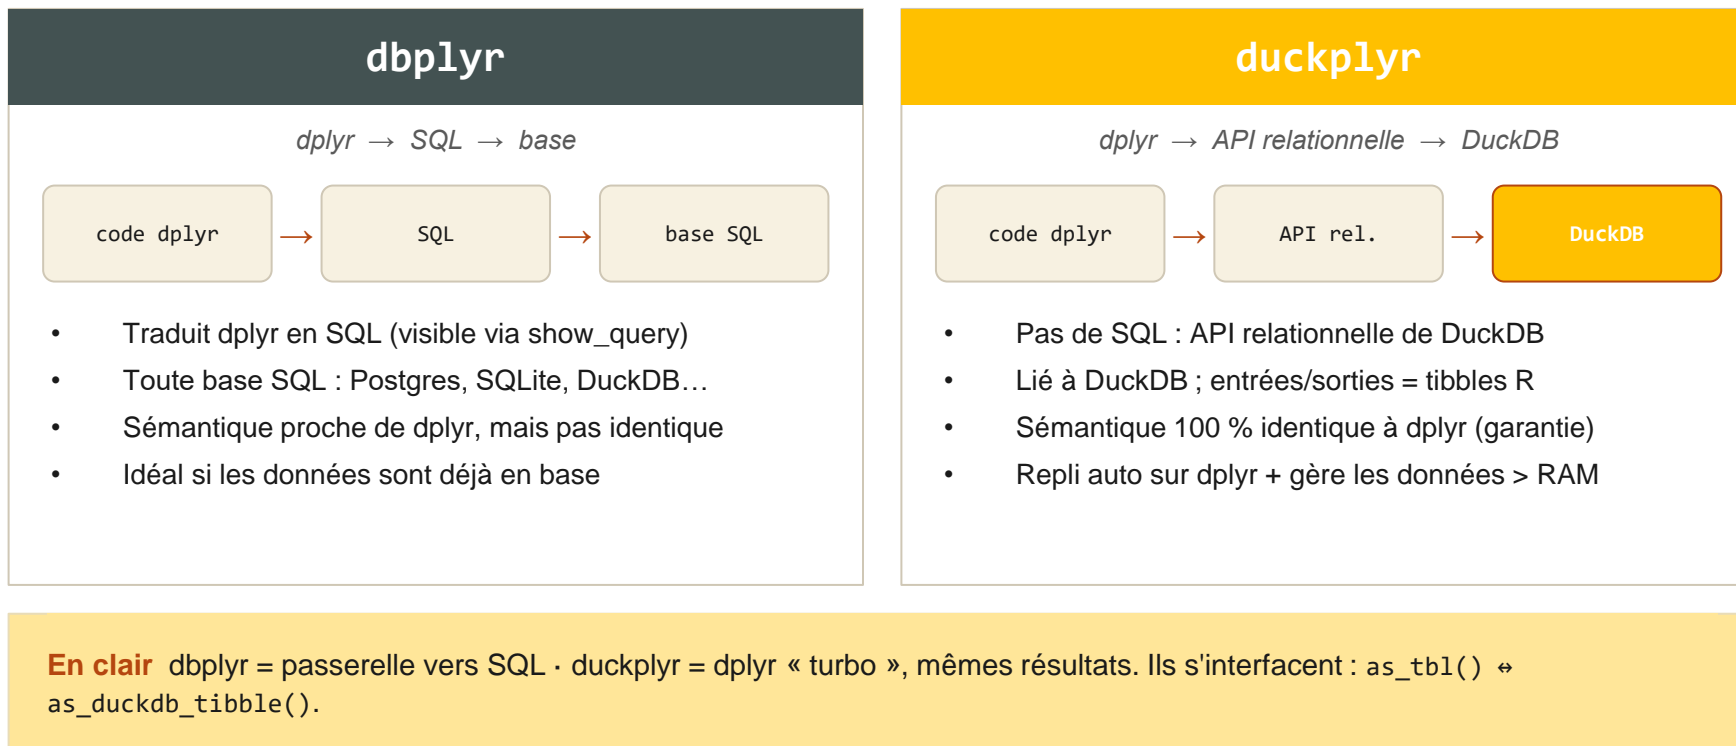 dbplyr
dplyr → SQL → base
code dplyr → SQL → base SQL
• Traduit dplyr en SQL (visible via show_query)
• Toute base SQL : Postgres, SQLite, DuckDB…
• Sémantique proche de dplyr, mais pas identique
• Idéal si les données sont déjà en base
duckplyr
dplyr → API relationnelle → DuckDB
code dplyr → API rel. → DuckDB
• Pas de SQL : API relationnelle de DuckDB
• Lié à DuckDB ; entrées/sorties = tibbles R
• Sémantique 100 % identique à dplyr (garantie)
• Repli auto sur dplyr + gère les données > RAM
En clair dbplyr = passerelle vers SQL · duckplyr = dplyr « turbo », mêmes résultats. Ils s'interfacent : as_tbl() ↔
as_duckdb_tibble().